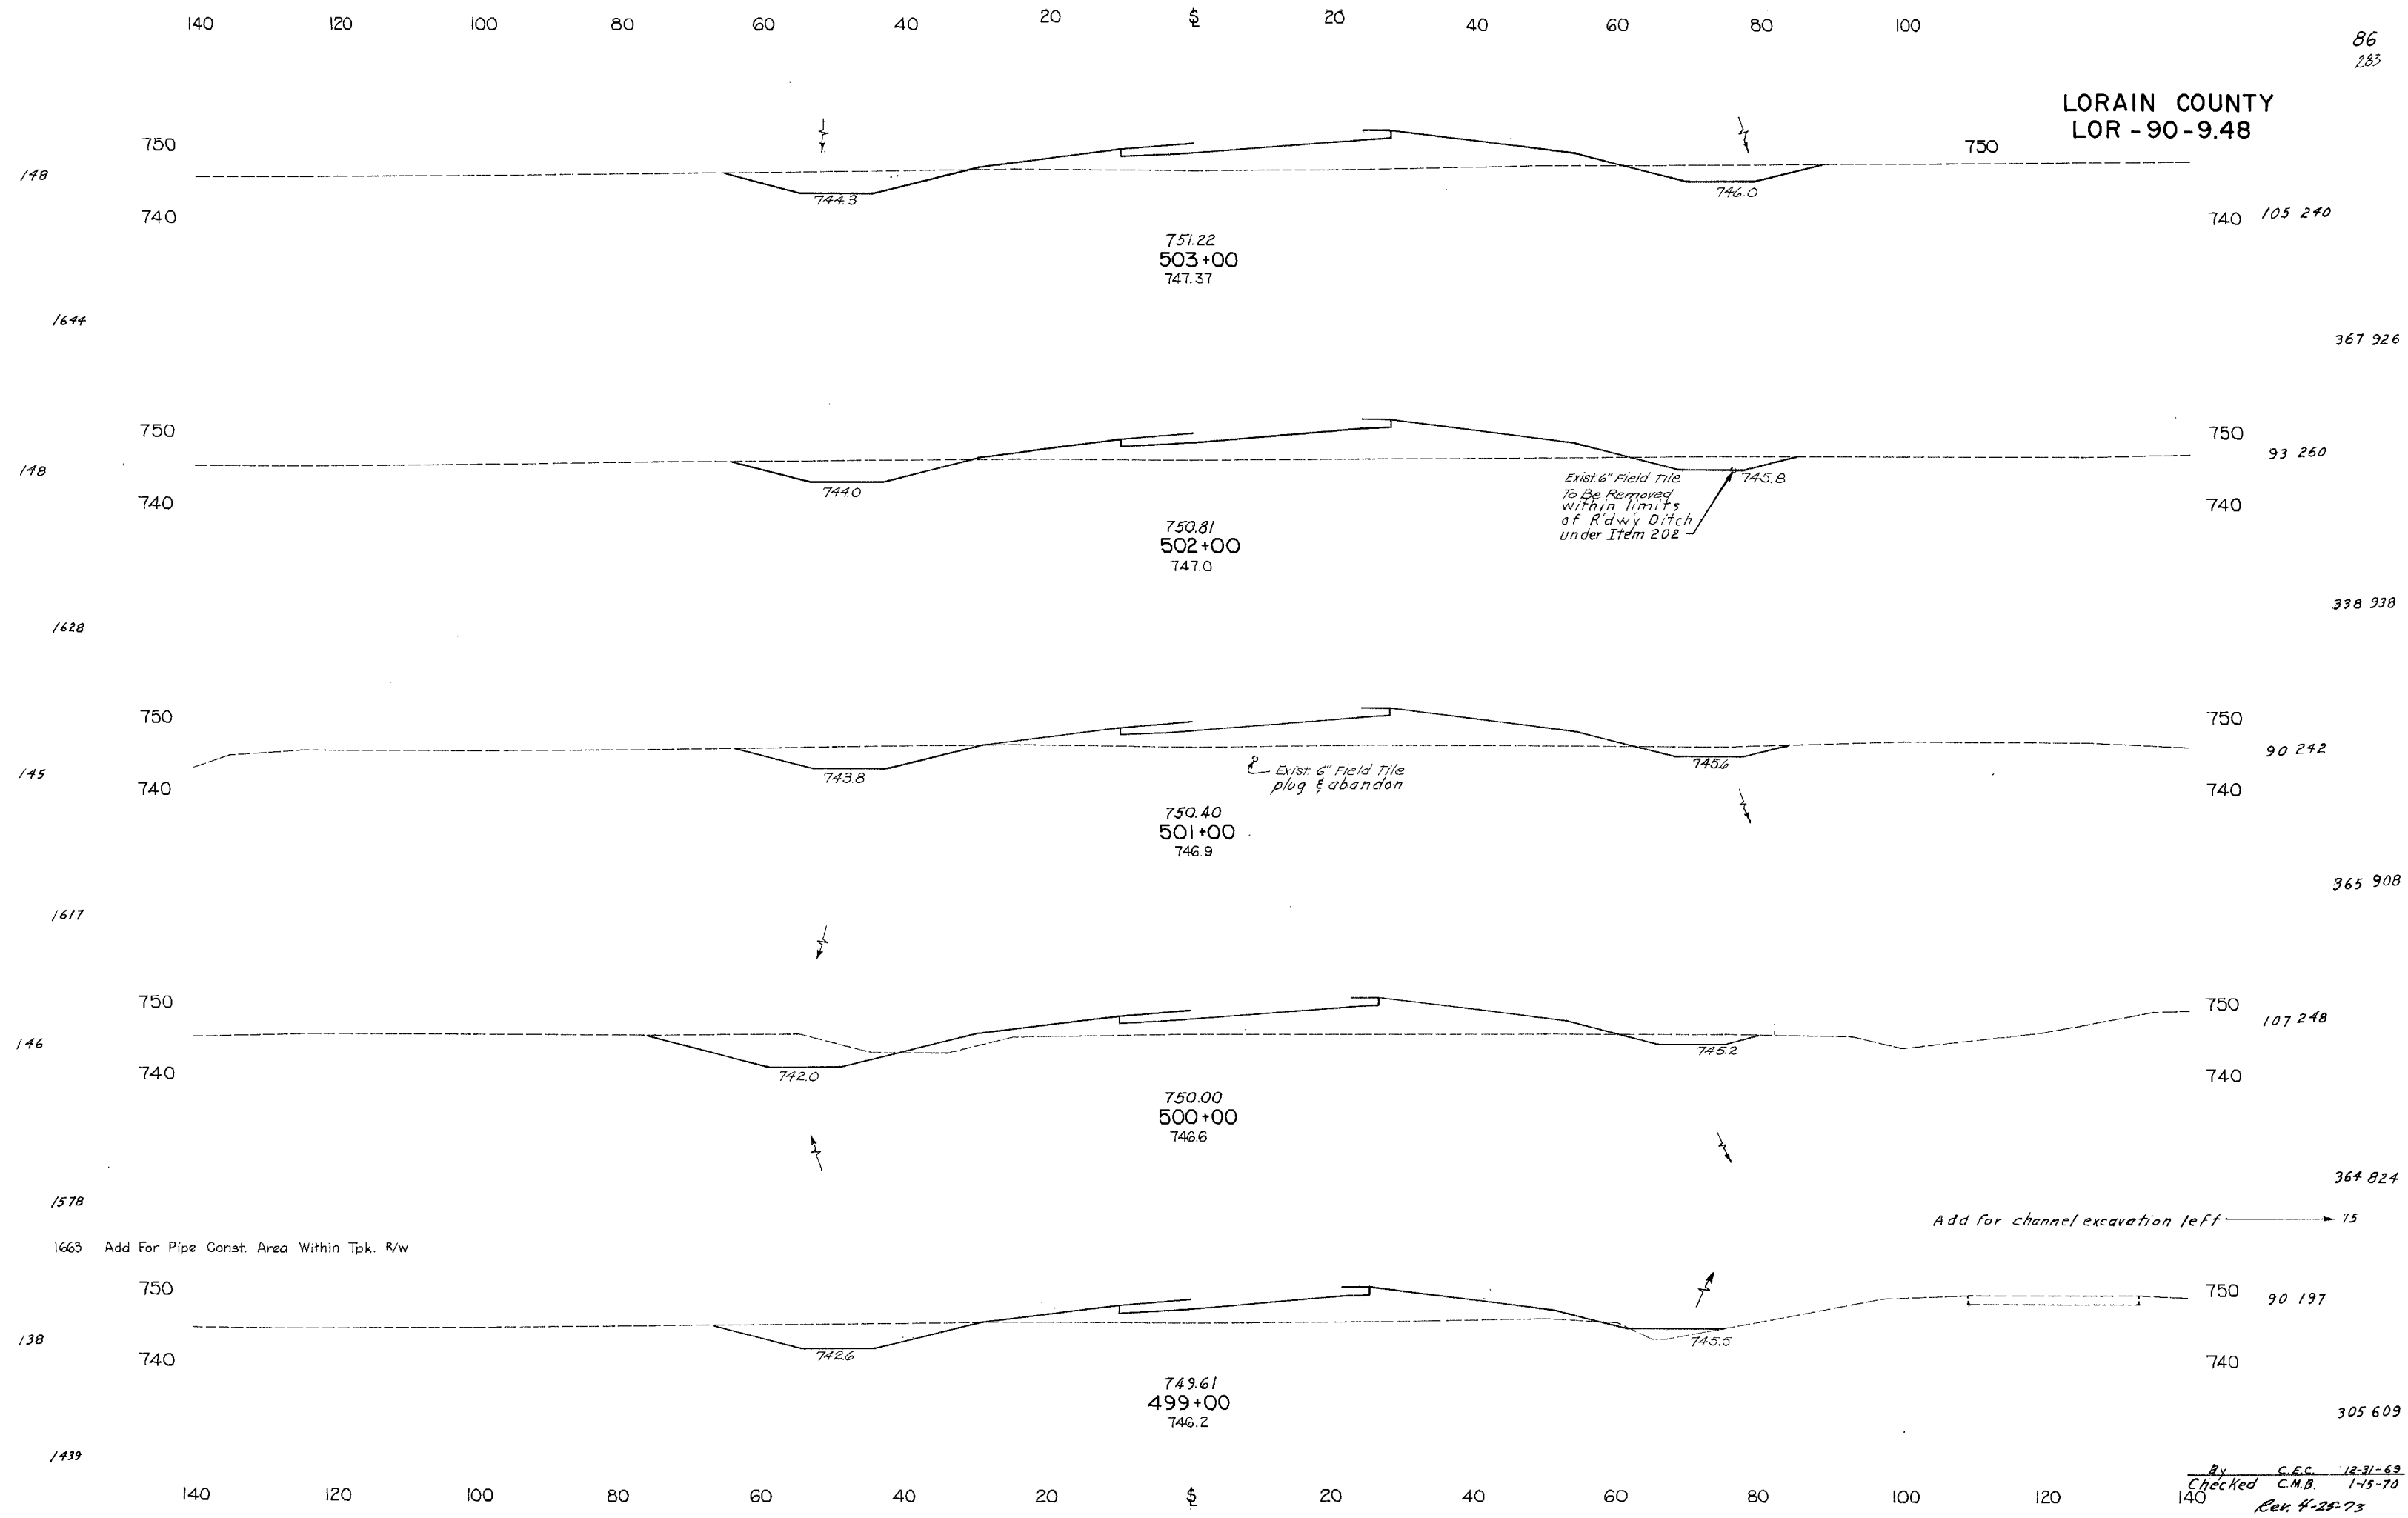 140 120 100 80 60 40 20 ℄ 20 40 60 80 100
86
283
LORAIN COUNTY
LOR-90-9.48
750 750
148
744.3 746.0
740 740 105 240
751.22
503+00
747.37
1644
367 926
750 750
148 93 260
744.0 745.8
Exist. 6" Field Tile
To Be Removed
within limits
of R'dw'y Ditch
under Item 202
740 740
750.81
502+00
747.0
1628
338 938
750 750
145 90 242
743.8 745.6
Exist. 6" Field Tile
plug & abandon
740 740
750.40
501+00
746.9
1617
365 908
750 750
146 107 248
742.0 745.2
740 740
750.00
500+00
746.6
1578
364 824
Add for channel excavation left 15
1663 Add For Pipe Const. Area Within Tpk. R/W
750 750
138 90 197
742.6 745.5
740 740
749.61
499+00
746.2
1439
305 609
By C.E.C. 12-31-69
Checked C.M.B. 1-15-70
Rev. 4-25-73
140 120 100 80 60 40 20 ℄ 20 40 60 80 100 120 140